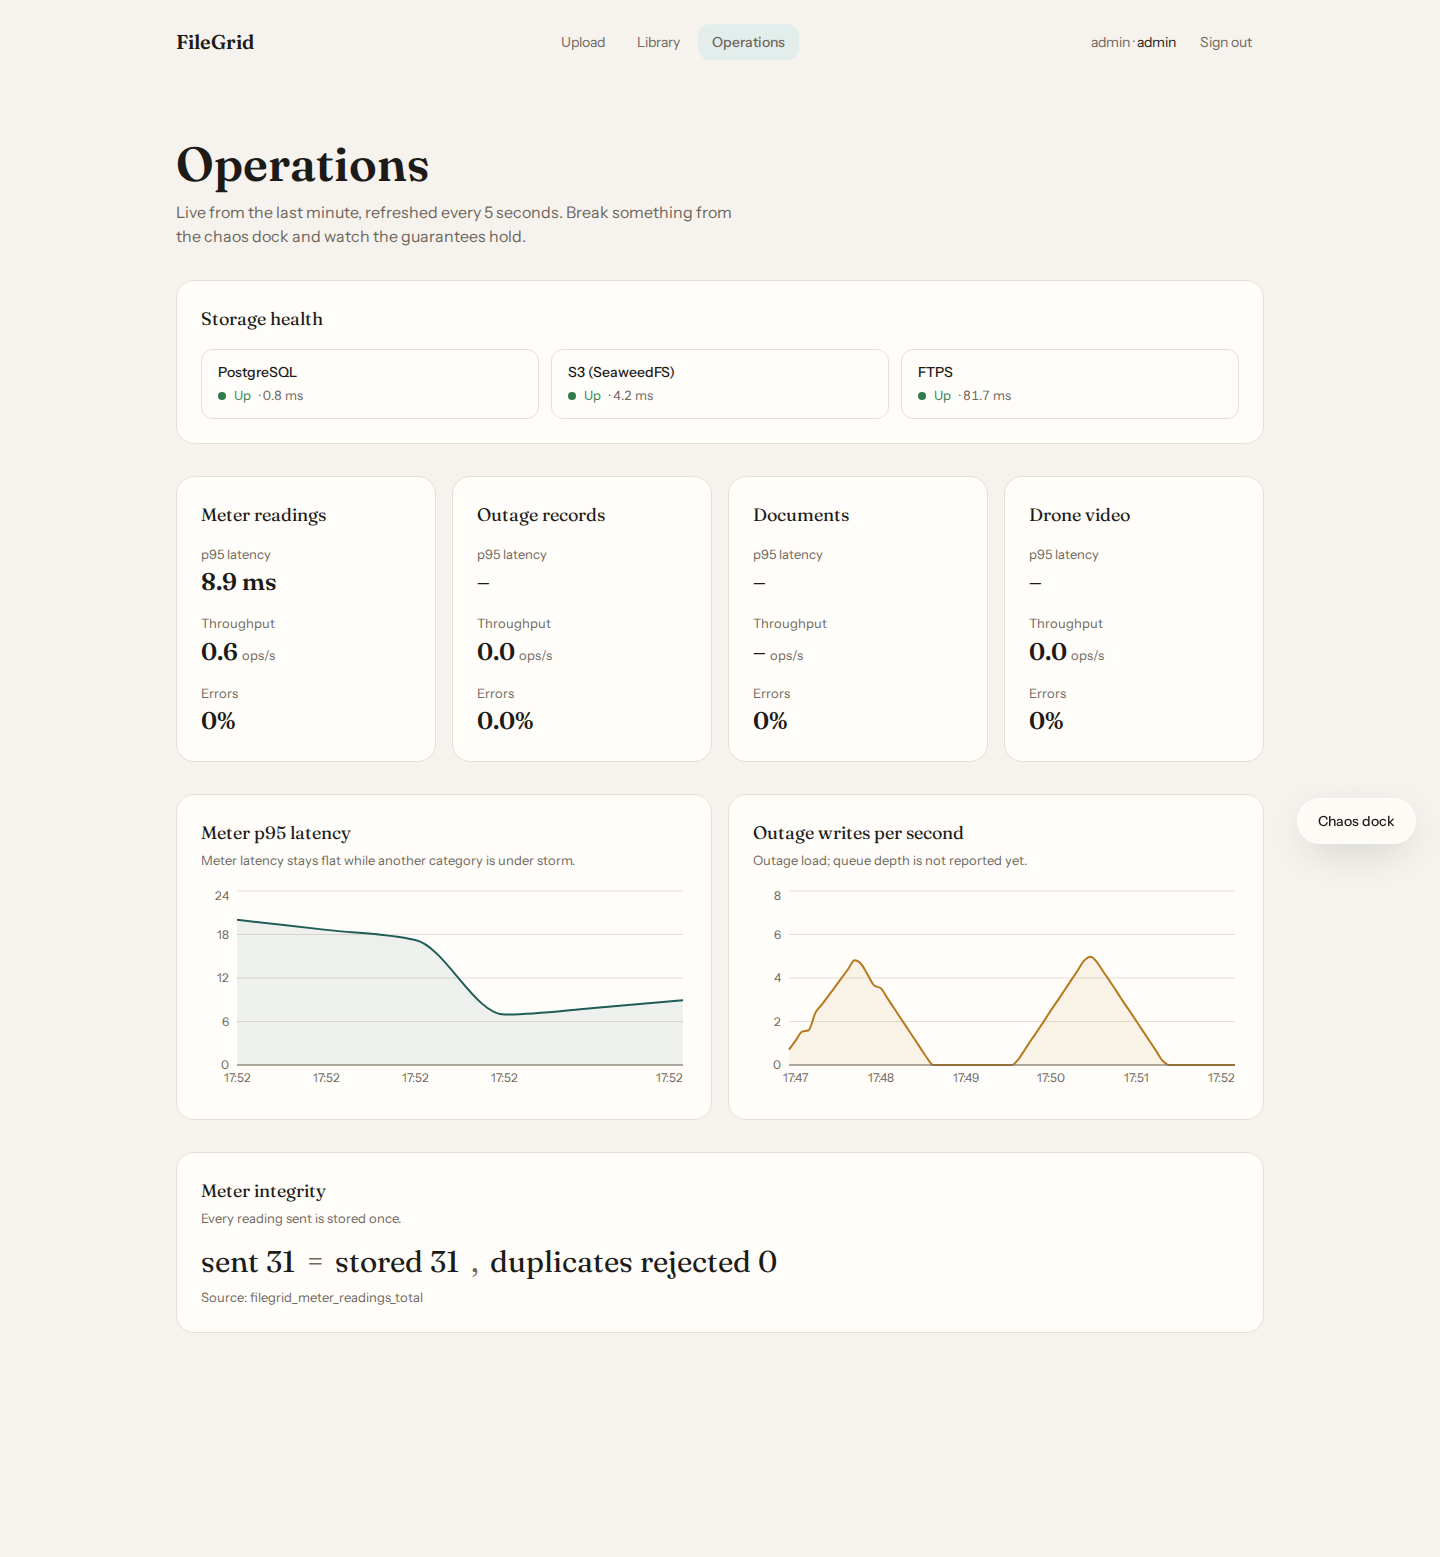 FileGrid
Upload
Library
Operations
admin · admin
Sign out
Operations
Live from the last minute, refreshed every 5 seconds. Break something from
the chaos dock and watch the guarantees hold.
Storage health
PostgreSQL
Up · 0.8 ms
S3 (SeaweedFS)
Up · 4.2 ms
FTPS
Up · 81.7 ms
Meter readings
p95 latency
8.9 ms
Throughput
0.6 ops/s
Errors
0%
Outage records
p95 latency
–
Throughput
0.0 ops/s
Errors
0.0%
Documents
p95 latency
–
Throughput
– ops/s
Errors
0%
Drone video
p95 latency
–
Throughput
0.0 ops/s
Errors
0%
Meter p95 latency
Meter latency stays flat while another category is under storm.
24
18
12
6
0
17:52 17:52 17:52 17:52 17:52
Outage writes per second
Outage load; queue depth is not reported yet.
8
6
4
2
0
17:47 17:48 17:49 17:50 17:51 17:52
Chaos dock
Meter integrity
Every reading sent is stored once.
sent 31 = stored 31 , duplicates rejected 0
Source: filegrid_meter_readings_total